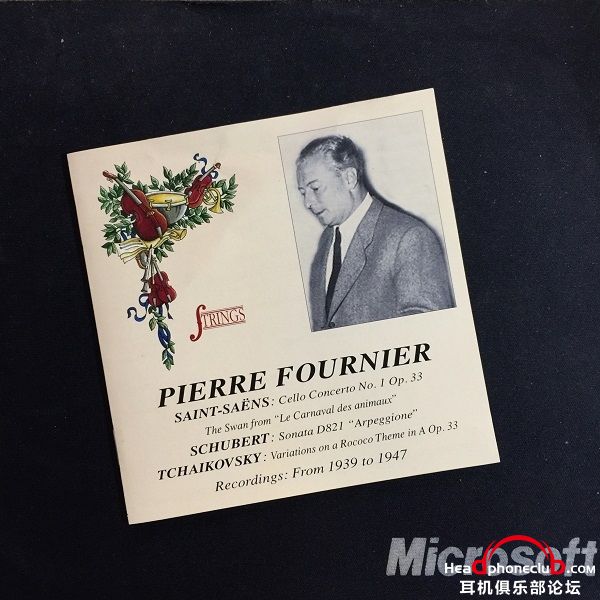 STRINGS
PIERRE FOURNIER
SAINT-SAËNS: Cello Concerto No. 1 Op. 33
The Swan from "Le Carnaval des animaux"
SCHUBERT: Sonata D821 "Arpeggione"
TCHAIKOVSKY: Variations on a Rococo Theme in A Op. 33
Recordings: From 1939 to 1947
Microsoft
Headphoneclub.com
耳机俱乐部论坛